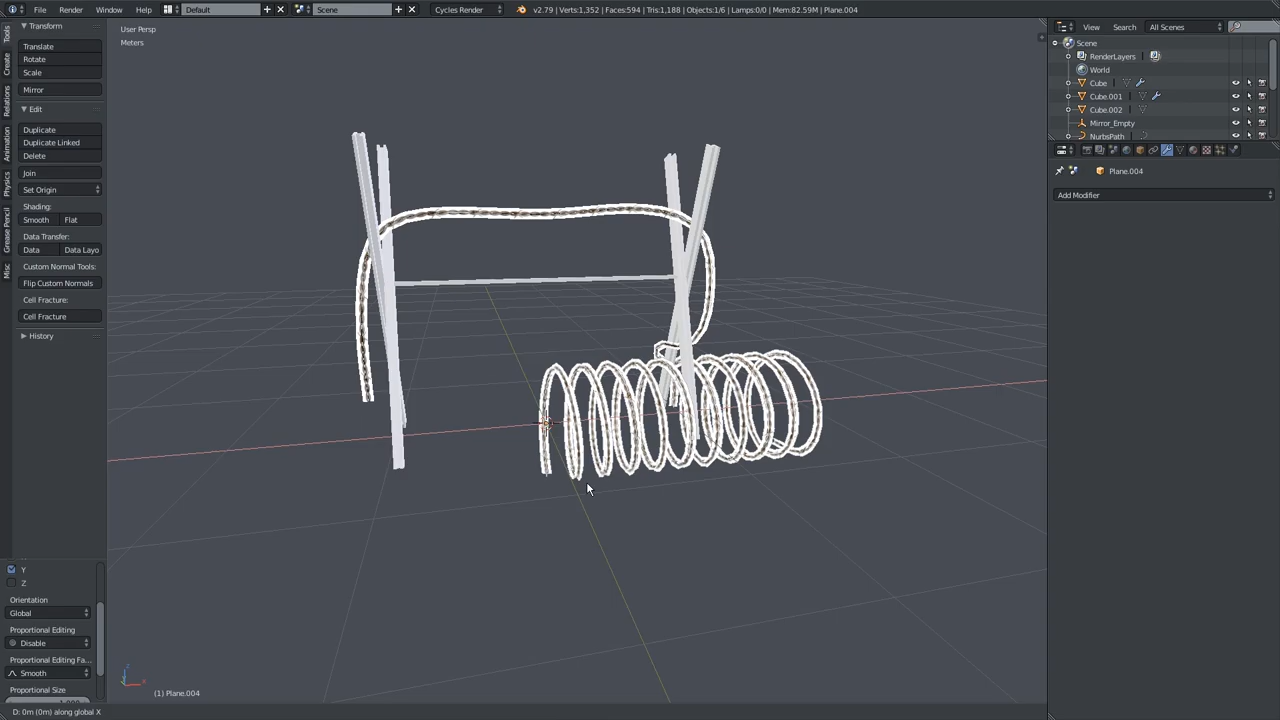 File Render Window Help Default Scene Cycles Render v2.79 | Verts:1,352 | Faces:594 | Tris:1,188 | Objects:1/6 | Lamps:0/0 | Mem:82.59M | Plane.004
Tools
Create
Relations
Animation
Physics
Grease Pencil
Misc
Transform
Translate
Rotate
Scale
Mirror
Edit
Duplicate
Duplicate Linked
Delete
Join
Set Origin
Shading:
Smooth Flat
Data Transfer:
Data Data Layo
Custom Normal Tools:
Flip Custom Normals
Cell Fracture:
Cell Fracture
History
Y
Z
Orientation
Global
Proportional Editing
Disable
Proportional Editing Fa...
Smooth
Proportional Size
User Persp
Meters
z
x
(1) Plane.004
D: 0m (0m) along global X
View Search All Scenes
Scene
RenderLayers
World
Cube
Cube.001
Cube.002
Mirror_Empty
NurbsPath
Plane.004
Add Modifier